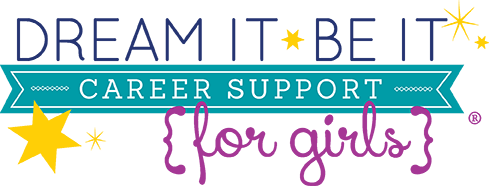 DREAM IT BE IT
CAREER SUPPORT
{for girls} ®